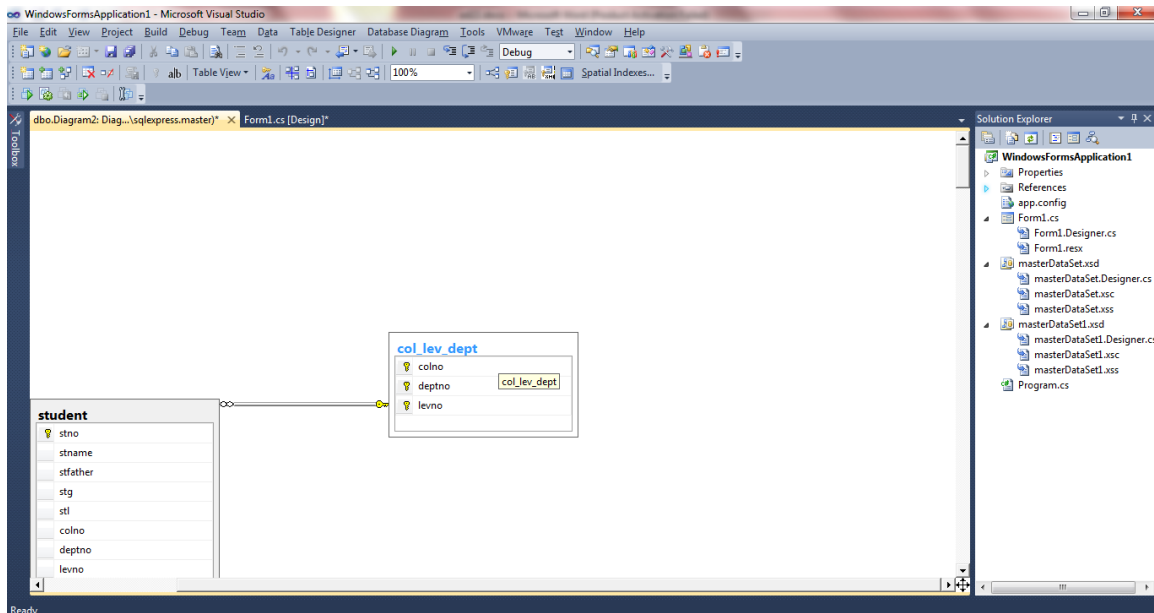 WindowsFormsApplication1 - Microsoft Visual Studio
File Edit View Project Build Debug Team Data Table Designer Database Diagram Tools VMware Test Window Help
Debug
alb Table View 100% Spatial Indexes...
Toolbox
dbo.Diagram2: Diag...\sqlexpress.master)* X Form1.cs [Design]*
col_lev_dept
colno
deptno
levno
col_lev_dept
student
stno
stname
stfather
stg
stl
colno
deptno
levno
Solution Explorer
WindowsFormsApplication1
Properties
References
app.config
Form1.cs
Form1.Designer.cs
Form1.resx
masterDataSet.xsd
masterDataSet.Designer.cs
masterDataSet.xsc
masterDataSet.xss
masterDataSet1.xsd
masterDataSet1.Designer.cs
masterDataSet1.xsc
masterDataSet1.xss
Program.cs
Ready